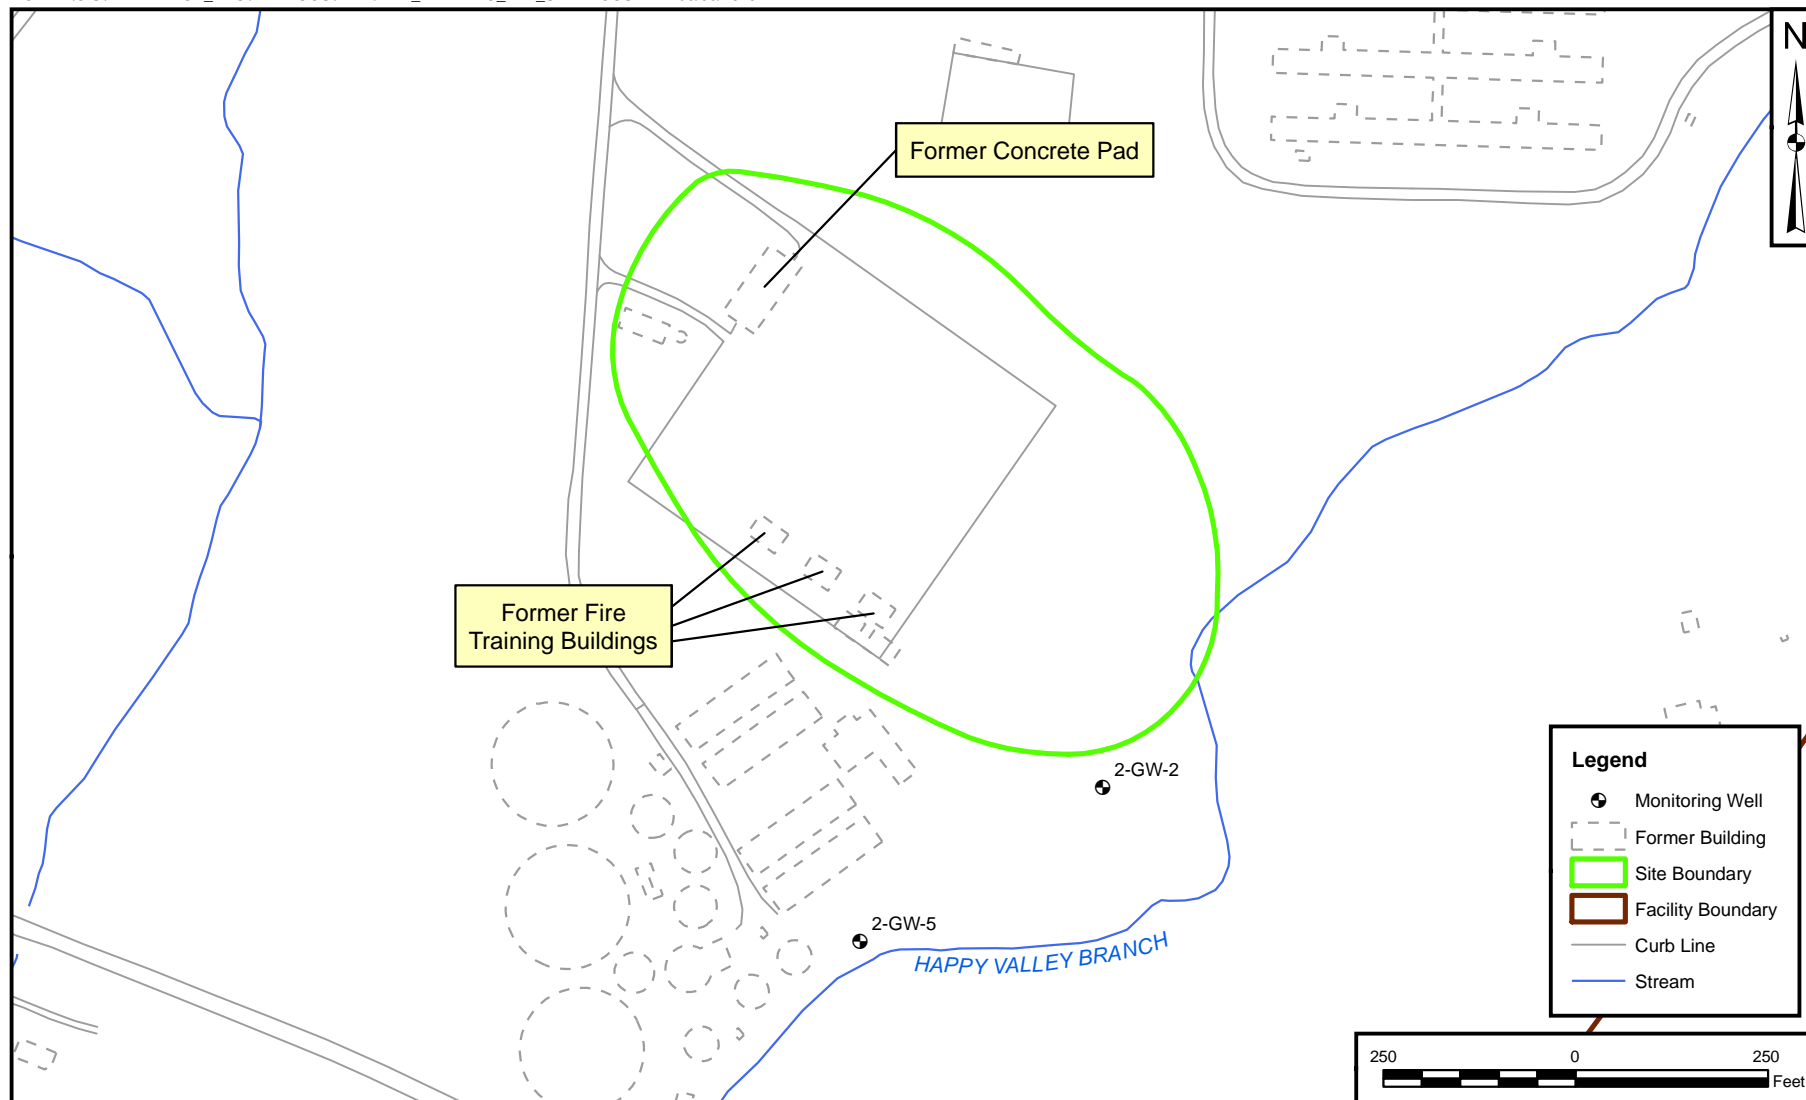 N
Former Concrete Pad
Former Fire
Training Buildings
2-GW-2
2-GW-5
HAPPY VALLEY BRANCH
Legend
Monitoring Well
Former Building
Site Boundary
Facility Boundary
Curb Line
Stream
250 0 250
Feet